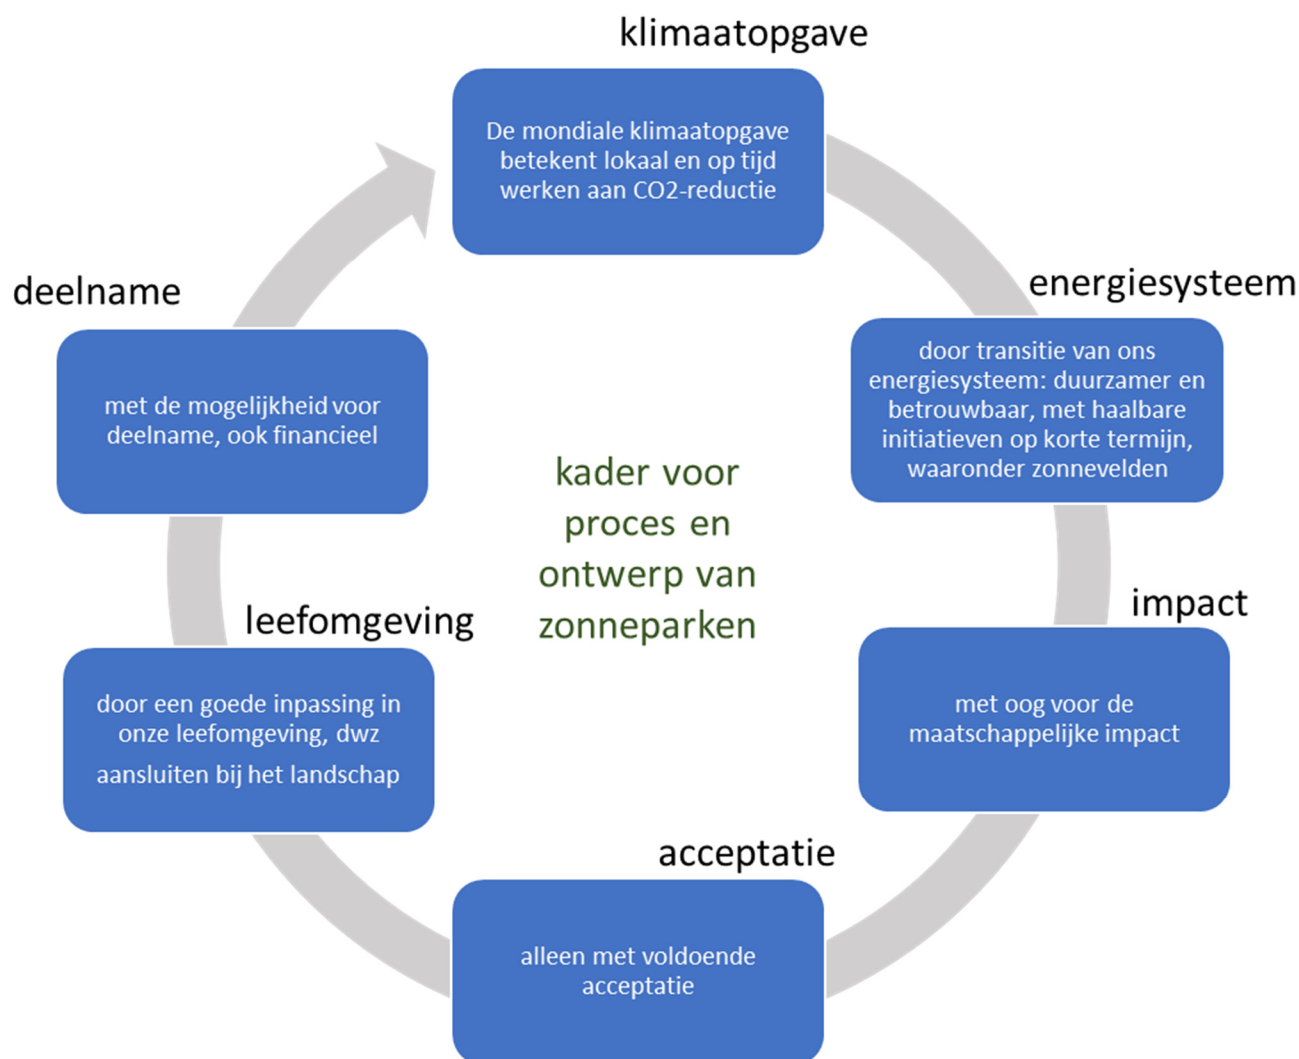 klimaatopgave
De mondiale klimaatopgave
betekent lokaal en op tijd
werken aan CO2-reductie
energiesysteem
door transitie van ons
energiesysteem: duurzamer en
betrouwbaar, met haalbare
initiatieven op korte termijn,
waaronder zonnevelden
impact
met oog voor de
maatschappelijke impact
acceptatie
alleen met voldoende
acceptatie
leefomgeving
door een goede inpassing in
onze leefomgeving, dwz
aansluiten bij het landschap
deelname
met de mogelijkheid voor
deelname, ook financieel
kader voor
proces en
ontwerp van
zonneparken